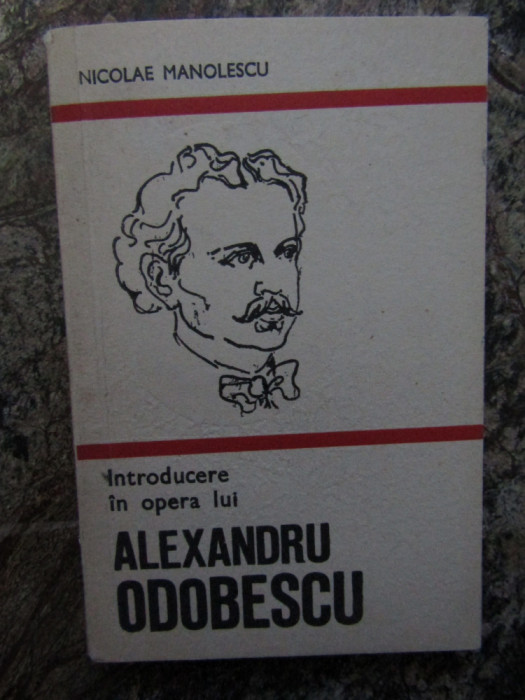 NICOLAE MANOLESCU
Introducere
în opera lui
ALEXANDRU
ODOBESCU